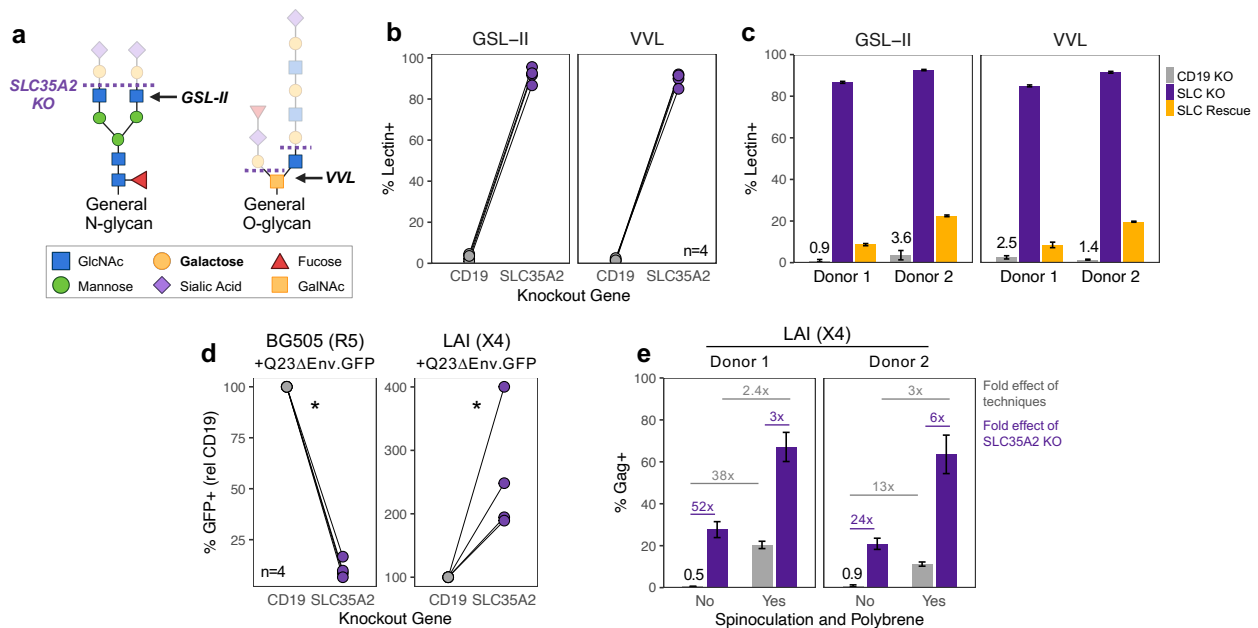 a
SLC35A2
KO
GSL-II
VVL
General
N-glycan
General
O-glycan
GlcNAc
Galactose
Fucose
Mannose
Sialic Acid
GalNAc
b
GSL–II
VVL
% Lectin+
100
80
60
40
20
0
n=4
CD19 SLC35A2
CD19 SLC35A2
Knockout Gene
c
GSL–II
VVL
% Lectin+
100
80
60
40
20
0
0.9
3.6
2.5
1.4
Donor 1
Donor 2
Donor 1
Donor 2
CD19 KO
SLC KO
SLC Rescue
d
BG505 (R5)
+Q23ΔEnv.GFP
LAI (X4)
+Q23ΔEnv.GFP
% GFP+ (rel CD19)
100
75
50
25
*
n=4
400
300
200
100
*
CD19 SLC35A2
CD19 SLC35A2
Knockout Gene
e
LAI (X4)
Donor 1
Donor 2
% Gag+
100
80
60
40
20
0
2.4x
3x
38x
52x
0.5
3x
6x
13x
24x
0.9
No
Yes
No
Yes
Spinoculation and Polybrene
Fold effect of
techniques
Fold effect of
SLC35A2 KO